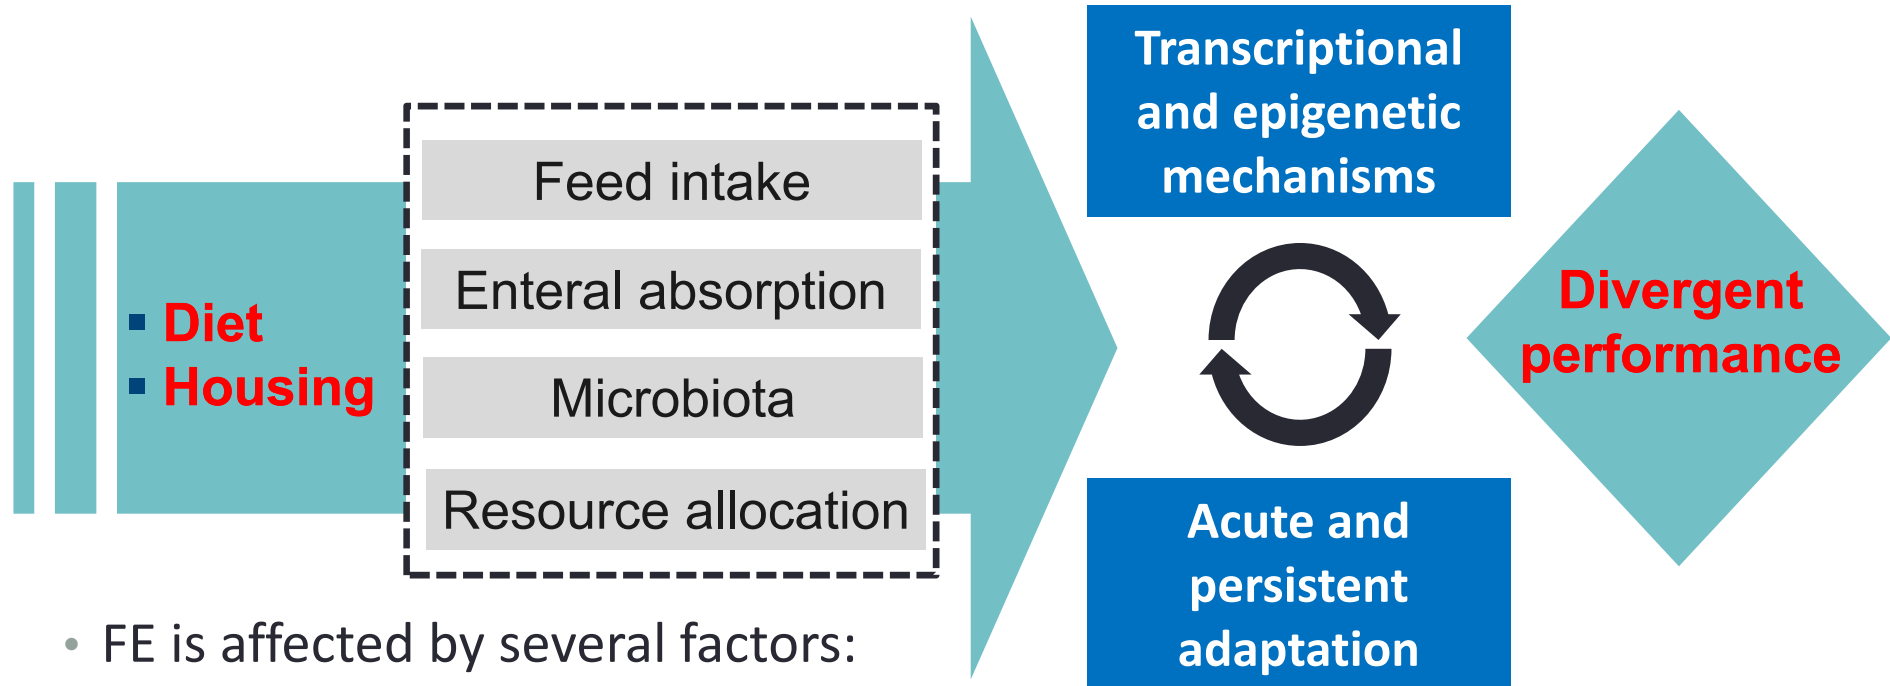 ▪ Diet
▪ Housing
Feed intake
Enteral absorption
Microbiota
Resource allocation
Transcriptional
and epigenetic
mechanisms
Acute and
persistent
adaptation
Divergent
performance
• FE is affected by several factors: